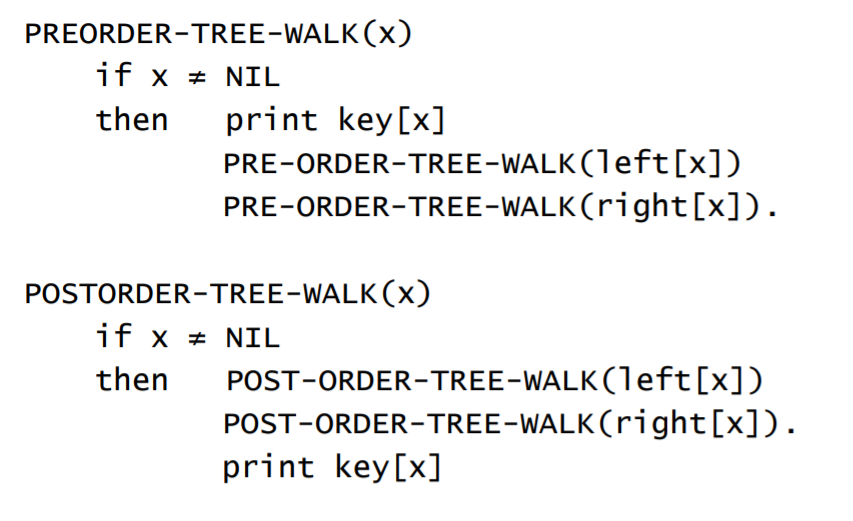 PREORDER-TREE-WALK(x)
if x ≠ NIL
then print key[x]
PRE-ORDER-TREE-WALK(left[x])
PRE-ORDER-TREE-WALK(right[x]).
POSTORDER-TREE-WALK(x)
if x ≠ NIL
then POST-ORDER-TREE-WALK(left[x])
POST-ORDER-TREE-WALK(right[x]).
print key[x]